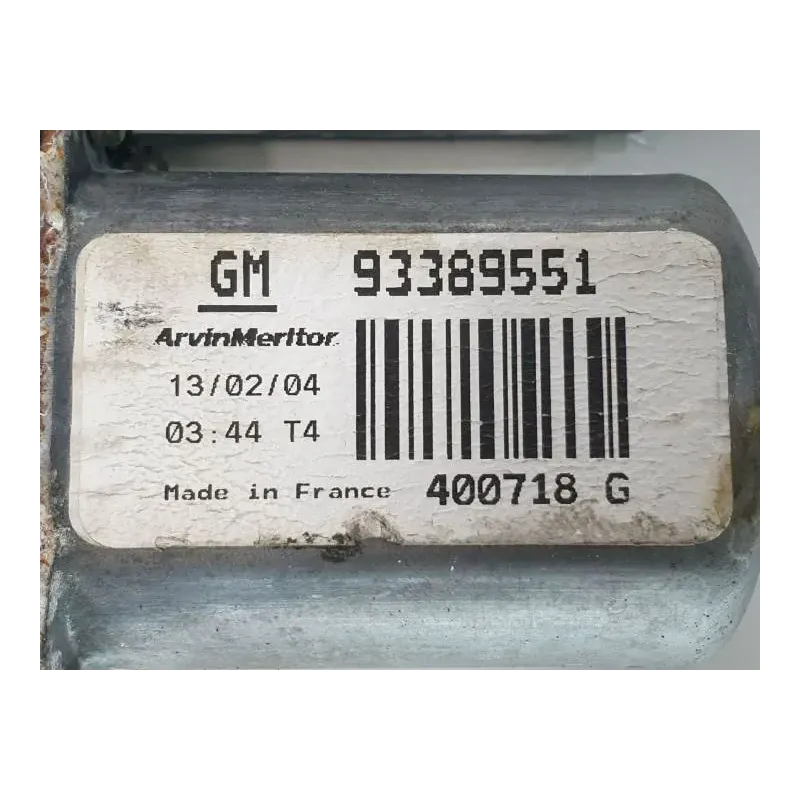 GM 93389551
ArvinMeritor
13/02/04
03:44 T4
Made in France 400718 G